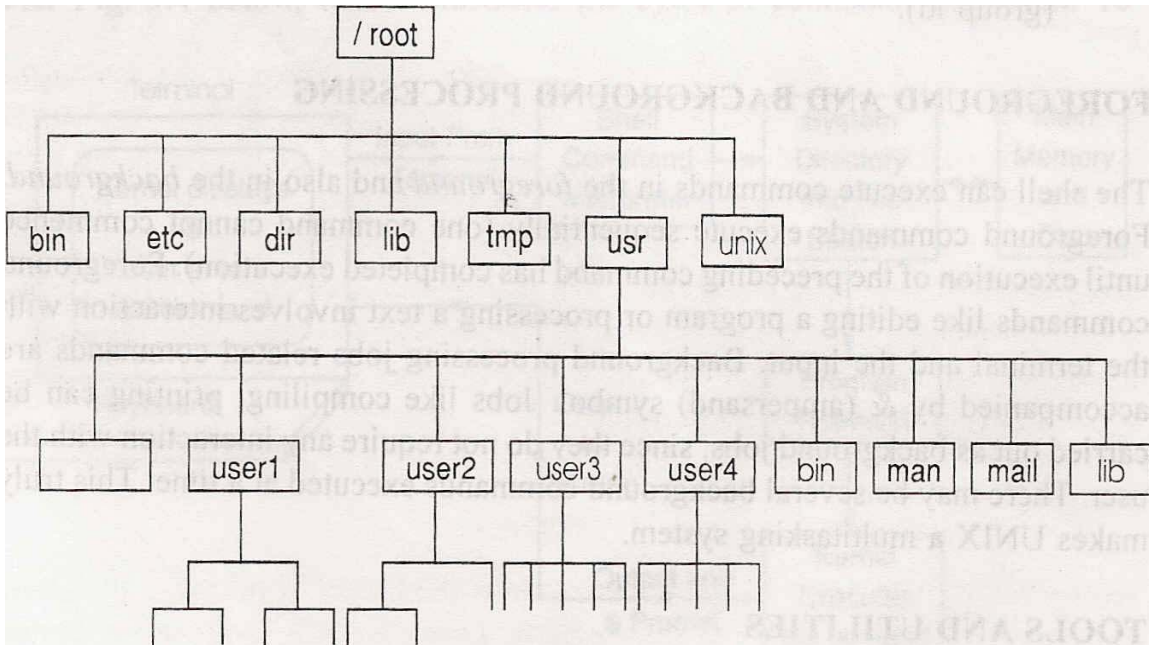 / root
bin etc dir lib tmp usr unix
user1 user2 user3 user4 bin man mail lib
(group id).
FOREGROUND AND BACKGROUND PROCESSING
The shell can execute commands in the foreground and also in the background.
Foreground commands execute sequentially (one command cannot commence
until execution of the preceding command has completed execution). Foreground
commands like editing a program or processing a text involves interaction with
the terminal and the input. Background processing jobs related commands are
accompanied by & (ampersand) symbol. Jobs like compiling, printing can be
carried out as background jobs, since they do not require any interaction with the
user. There may be several background commands executed at a time. This truly
makes UNIX a multitasking system.
TOOLS AND UTILITIES